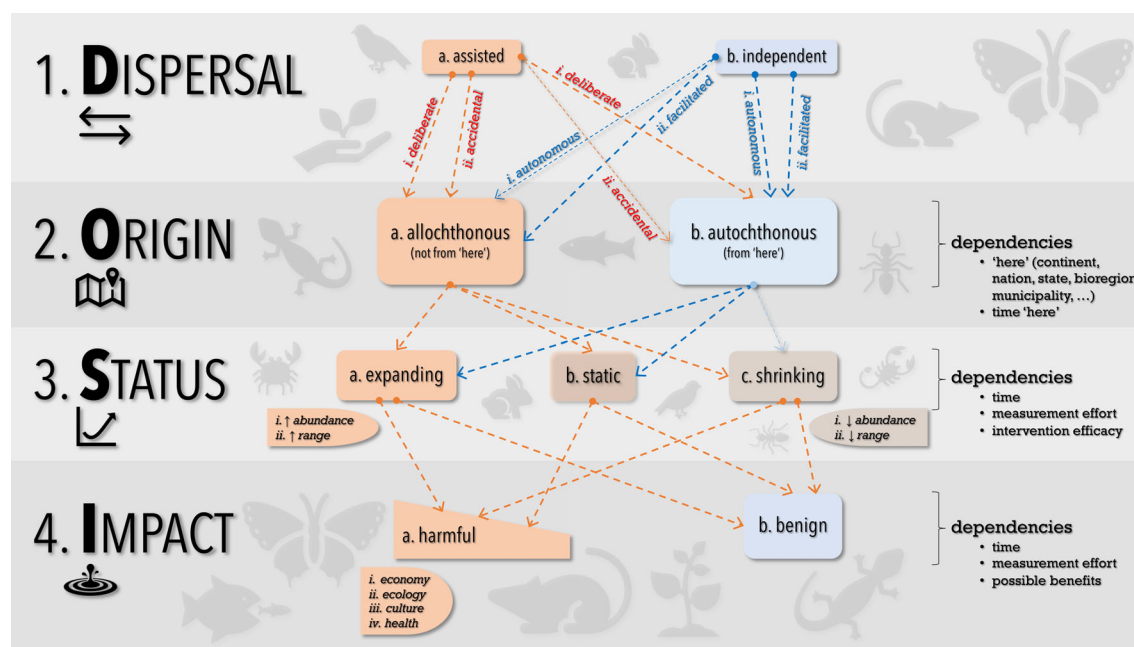 1. DISPERSAL
a. assisted
b. independent
i. deliberate
ii. accidental
i. deliberate
ii. accidental
i. autonomous
ii. facilitated
i. autonomous
ii. facilitated
2. ORIGIN
a. allochthonous
(not from 'here')
b. autochthonous
(from 'here')
dependencies
• 'here' (continent,
nation, state, bioregion
municipality, ...)
• time 'here'
3. STATUS
a. expanding
b. static
c. shrinking
i. ↑ abundance
ii. ↑ range
i. ↓ abundance
ii. ↓ range
dependencies
• time
• measurement effort
• intervention efficacy
4. IMPACT
a. harmful
b. benign
i. economy
ii. ecology
iii. culture
iv. health
dependencies
• time
• measurement effort
• possible benefits